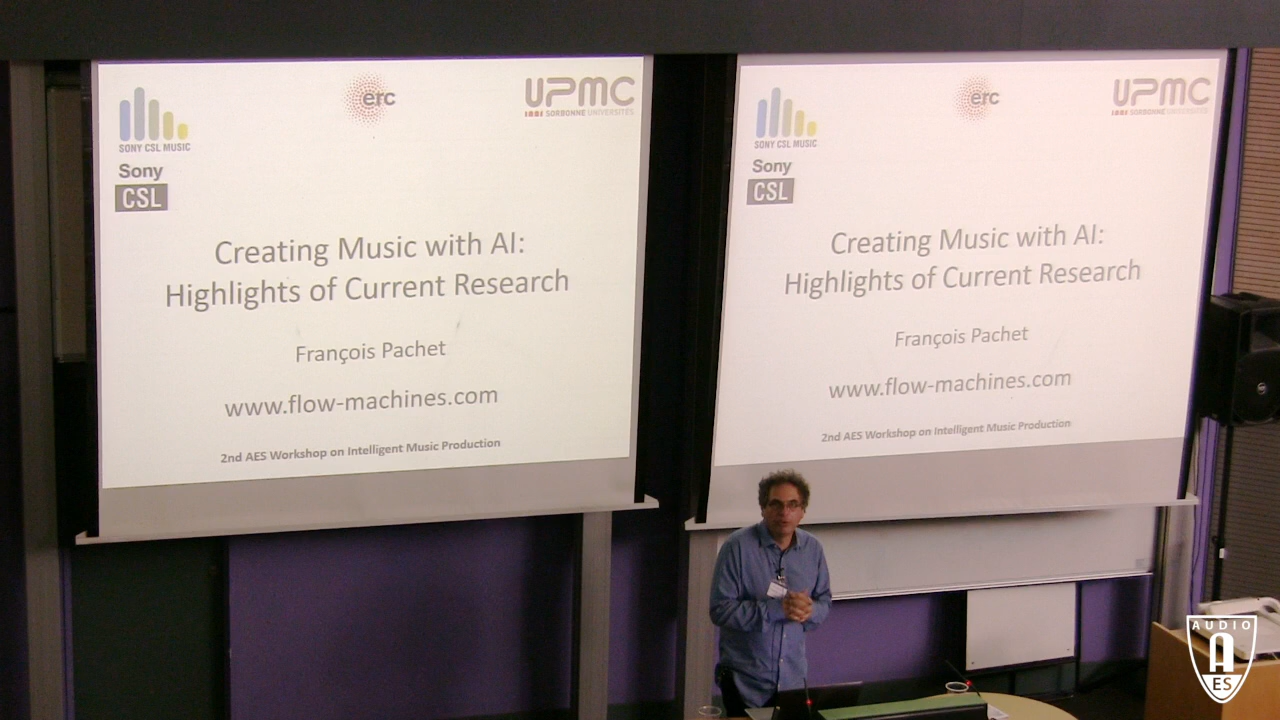 erc
UPMC
SORBONNE UNIVERSITÉS
SONY CSL MUSIC
Sony
CSL
Creating Music with AI:
Highlights of Current Research
François Pachet
www.flow-machines.com
2nd AES Workshop on Intelligent Music Production
erc
UPMC
SORBONNE UNIVERSITÉS
SONY CSL MUSIC
Sony
CSL
Creating Music with AI:
Highlights of Current Research
François Pachet
www.flow-machines.com
2nd AES Workshop on Intelligent Music Production
AUDIO
A
ES